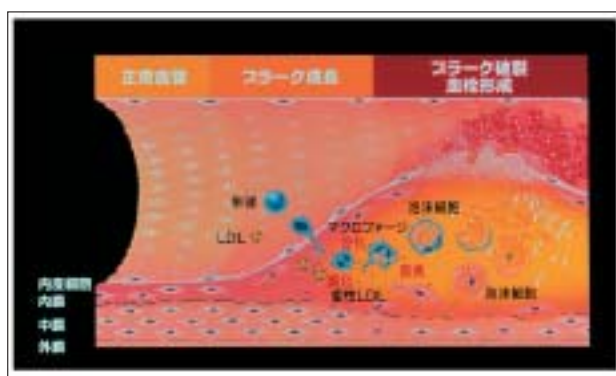 正常血管
プラーク成長
プラーク破裂
血栓形成
単球
LDL
マクロファージ
泡沫細胞
変性LDL
泡沫細胞
内皮細胞
内膜
中膜
外膜